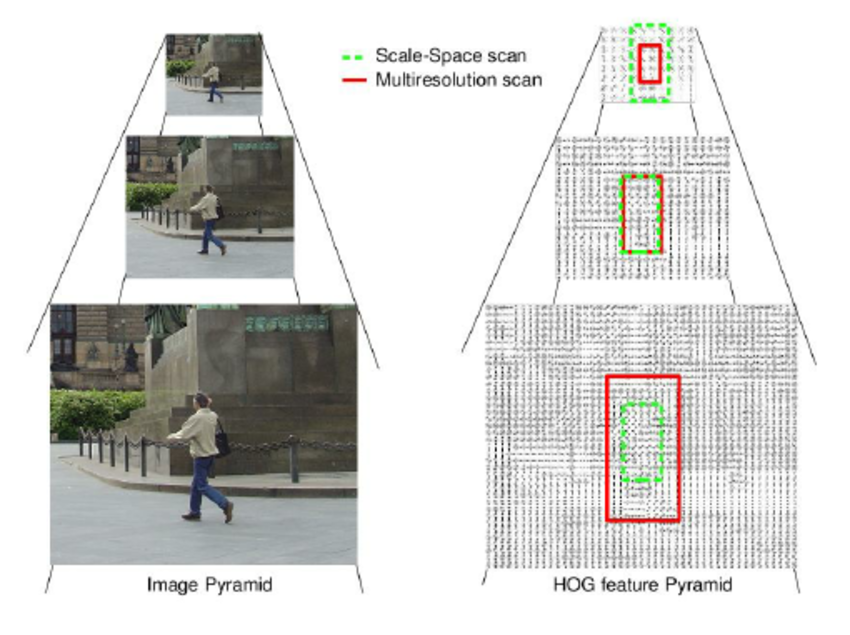 Scale-Space scan
Multiresolution scan
Image Pyramid
HOG feature Pyramid